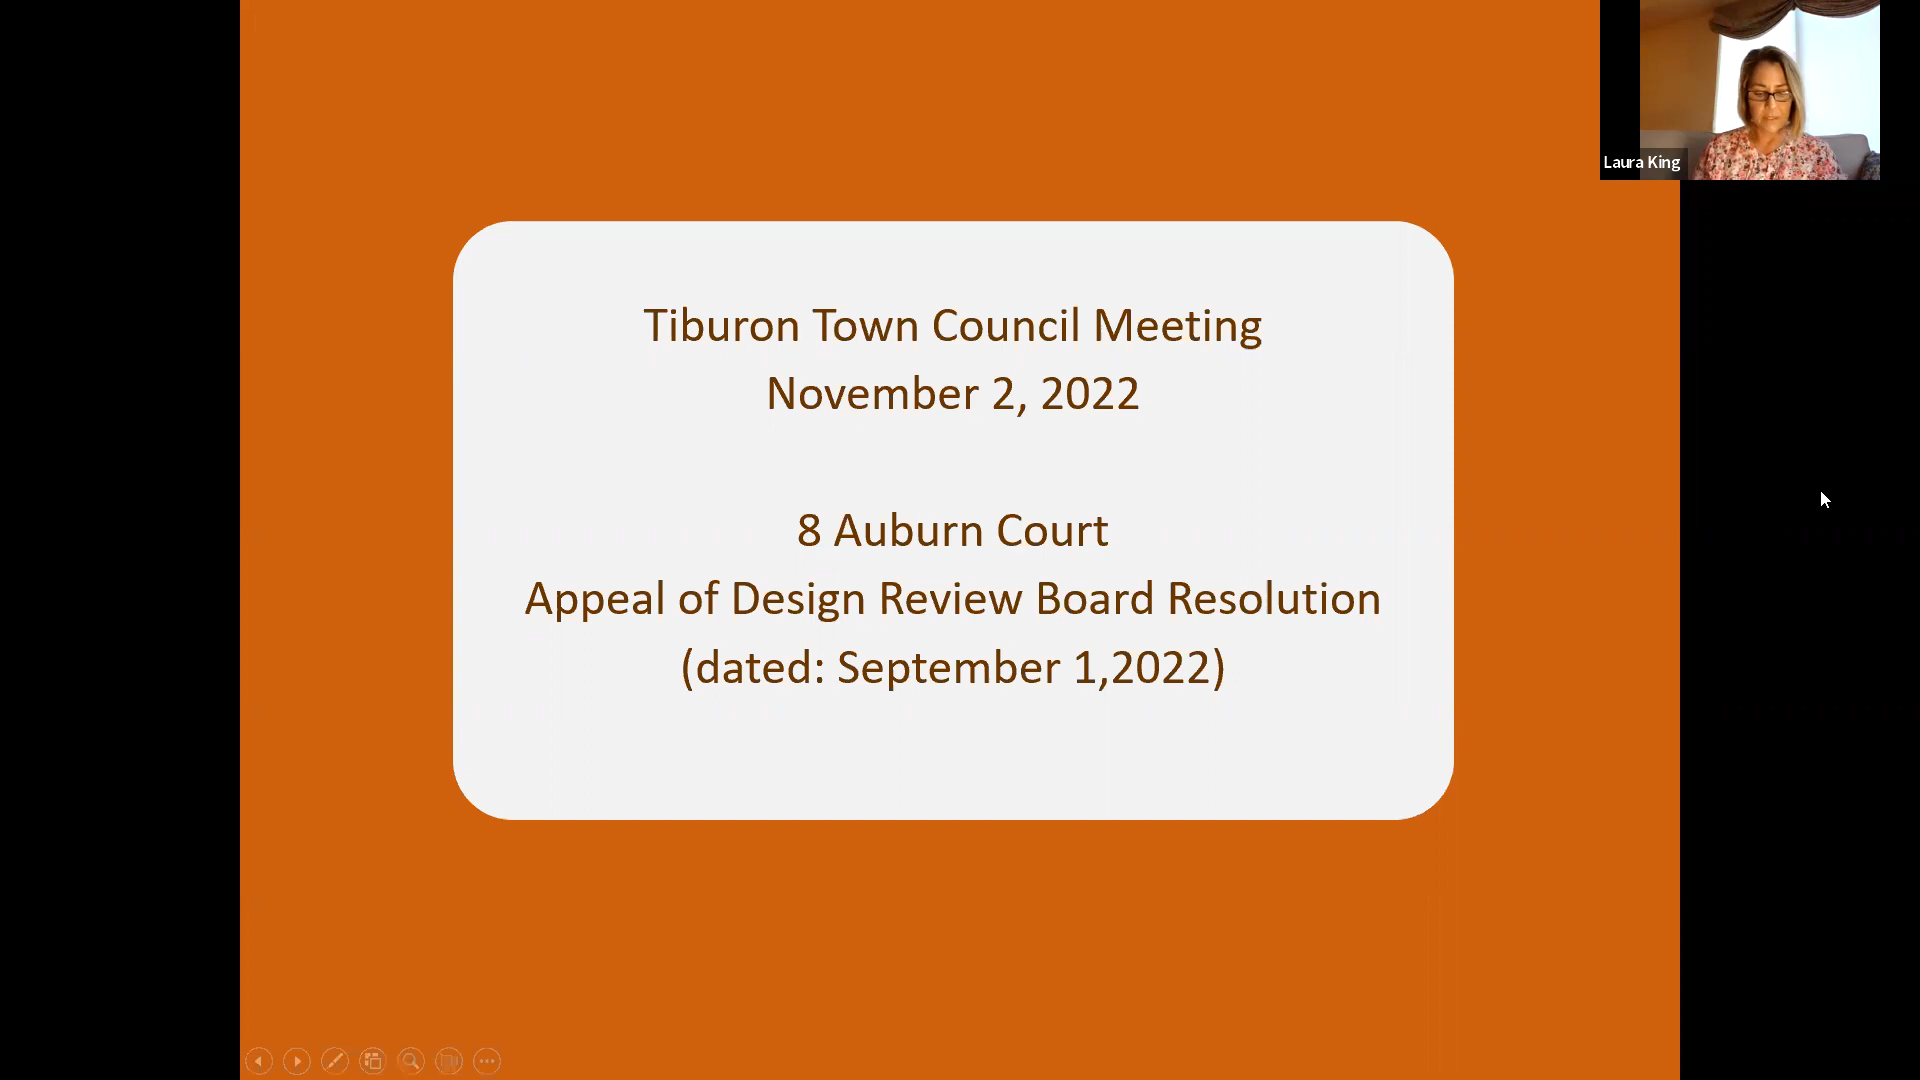 Laura King
Tiburon Town Council Meeting
November 2, 2022
8 Auburn Court
Appeal of Design Review Board Resolution
(dated: September 1,2022)